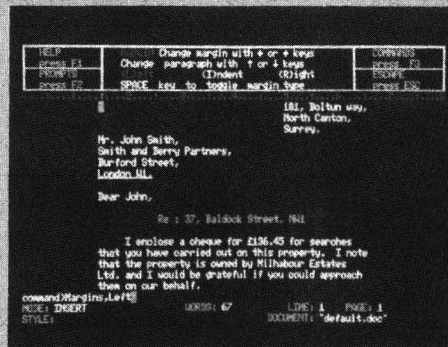 HELP Change margin with ← or → keys COMMANDS
press F1 Change paragraph with ↑ or ↓ keys press F3
PROMPTS (I)ndent (R)ight ESCAPE
press F2 SPACE key to toggle margin type press ESC
181, Boltun way,
North Canton,
Surrey.
Mr. John Smith,
Smith and Berry Partners,
Burford Street,
London W1.
Dear John,
Re : 37, Baldock Street, NW1
I enclose a cheque for £136.45 for searches
that you have carried out on this property. I note
that the property is owned by Milhabour Estates
Ltd. and I would be grateful if you could approach
them on our behalf.
command>Margins,Left
MODE: INSERT WORDS: 67 LINE: 1 PAGE: 1
STYLE: DOCUMENT: "default.doc"